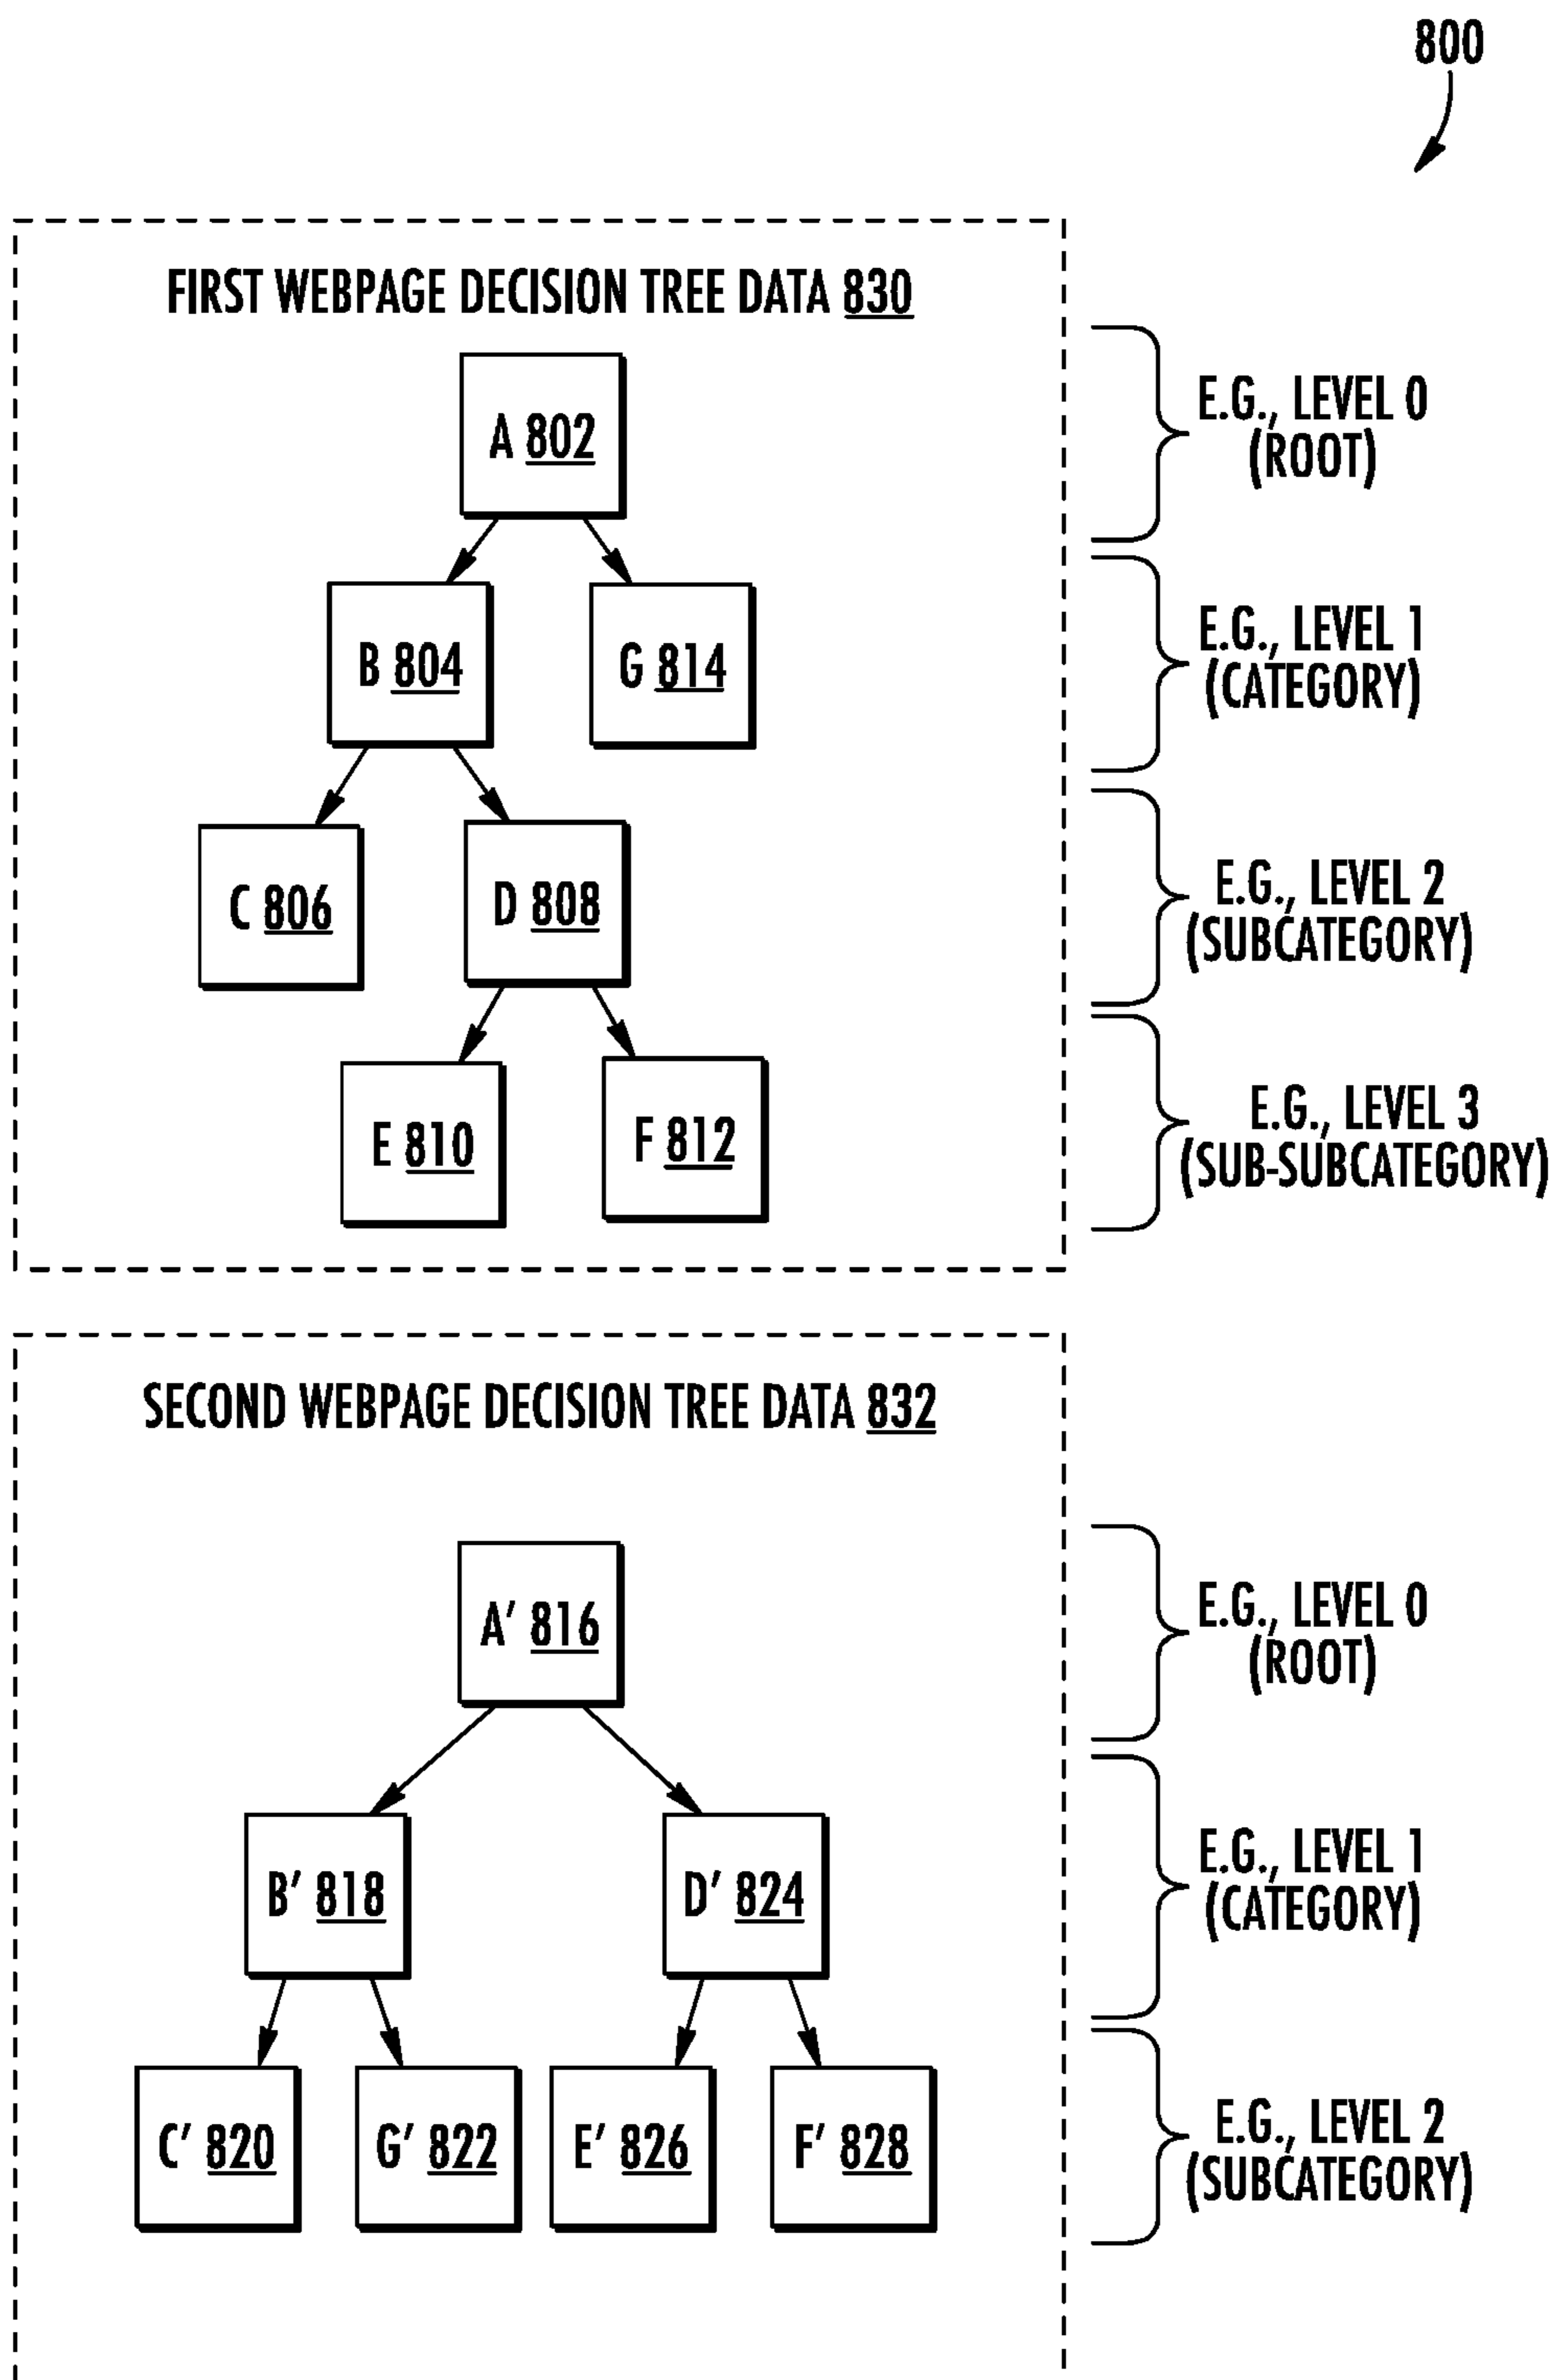 800
FIRST WEBPAGE DECISION TREE DATA 830
A 802
E.G., LEVEL 0
(ROOT)
B 804
G 814
E.G., LEVEL 1
(CATEGORY)
C 806
D 808
E.G., LEVEL 2
(SUBCATEGORY)
E 810
F 812
E.G., LEVEL 3
(SUB-SUBCATEGORY)
SECOND WEBPAGE DECISION TREE DATA 832
A' 816
E.G., LEVEL 0
(ROOT)
B' 818
D' 824
E.G., LEVEL 1
(CATEGORY)
C' 820
G' 822
E' 826
F' 828
E.G., LEVEL 2
(SUBCATEGORY)